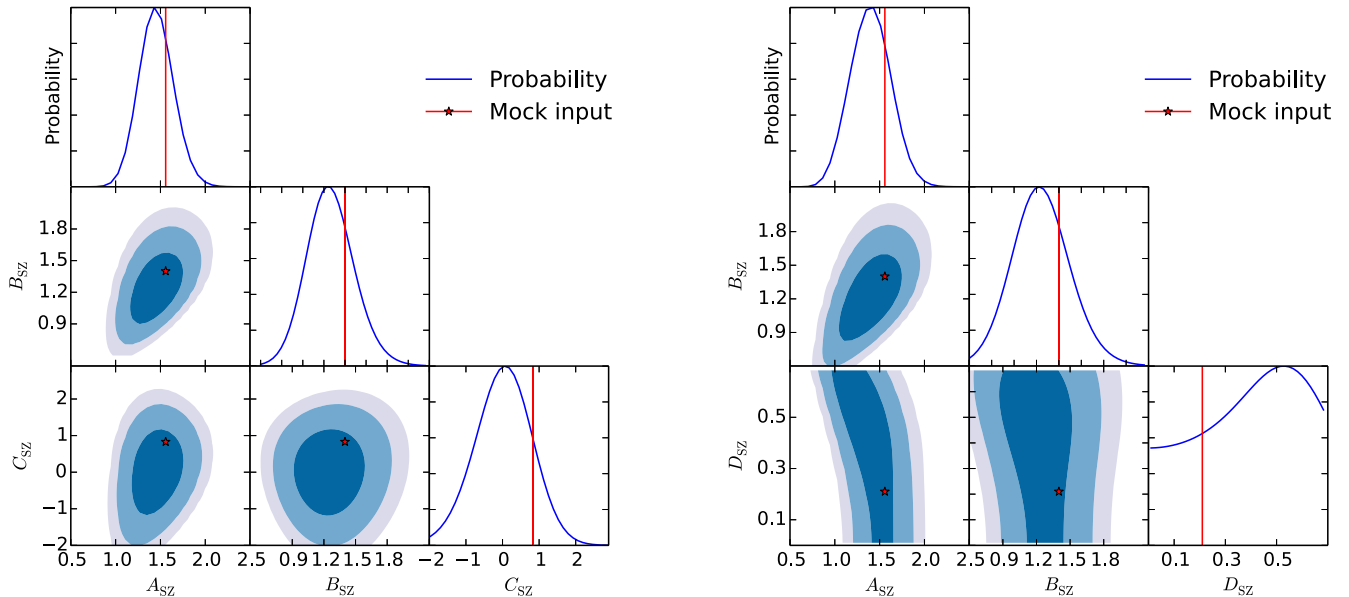 Probability
Probability
Mock input
1.8
1.5
1.2
0.9
B_SZ
2
1
0
−1
−2
C_SZ
0.5 1.0 1.5 2.0 2.5 0.9 1.2 1.5 1.8 −2 −1 0 1 2
A_SZ B_SZ C_SZ
Probability
Probability
Mock input
1.8
1.5
1.2
0.9
B_SZ
0.5
0.3
0.1
D_SZ
0.5 1.0 1.5 2.0 2.5 0.9 1.2 1.5 1.8 0.1 0.3 0.5
A_SZ B_SZ D_SZ